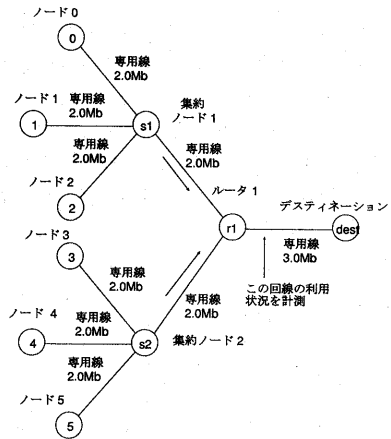 ノード0
0
専用線
2.0Mb
ノード1
専用線
2.0Mb
1
専用線
2.0Mb
s1
集約
ノード1
専用線
2.0Mb
ノード2
2
ルータ1
r1
デスティネーション
dest
専用線
3.0Mb
この回線の利用
状況を計測
ノード3
3
専用線
2.0Mb
専用線
2.0Mb
ノード 4
4
専用線
2.0Mb
s2
集約ノード2
専用線
2.0Mb
ノード5
5